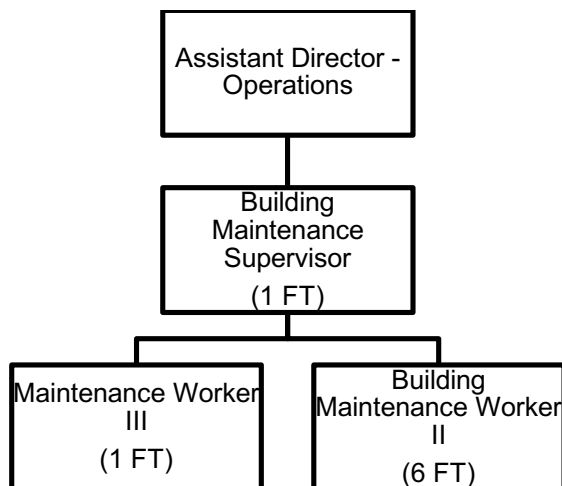 Assistant Director -
Operations
Building
Maintenance
Supervisor
(1 FT)
Maintenance Worker
III
(1 FT)
Building
Maintenance Worker
II
(6 FT)